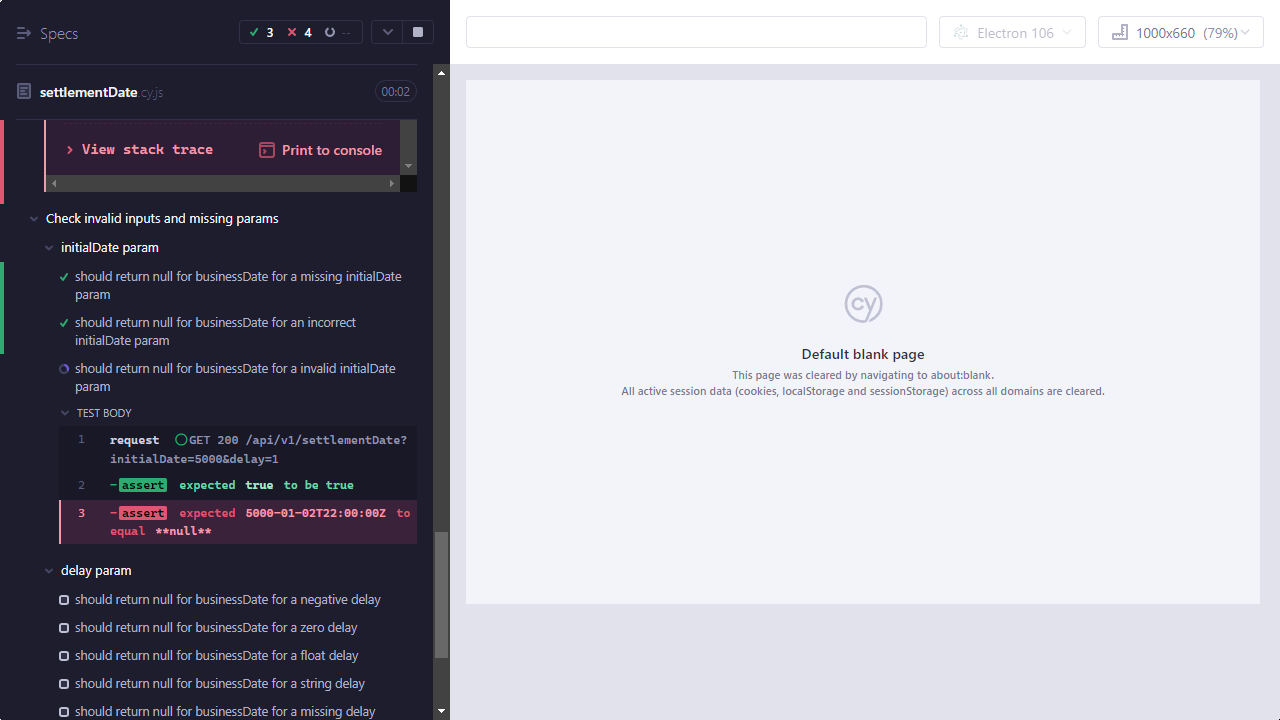 Specs
3 4 --
Electron 106
1000x660 (79%)
settlementDate.cy.js
00:02
View stack trace
Print to console
Check invalid inputs and missing params
initialDate param
should return null for businessDate for a missing initialDate
param
should return null for businessDate for an incorrect
initialDate param
should return null for businessDate for a invalid initialDate
param
TEST BODY
1 request GET 200 /api/v1/settlementDate?
initialDate=5000&delay=1
2 -assert expected true to be true
3 -assert expected 5000-01-02T22:00:00Z to
equal **null**
delay param
should return null for businessDate for a negative delay
should return null for businessDate for a zero delay
should return null for businessDate for a float delay
should return null for businessDate for a string delay
should return null for businessDate for a missing delay
cy
Default blank page
This page was cleared by navigating to about:blank.
All active session data (cookies, localStorage and sessionStorage) across all domains are cleared.